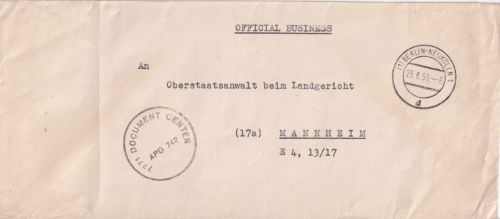 OFFICIAL BUSINESS
An
Oberstaatsanwalt beim Landgericht
(17a) MANNHEIM
E 4, 13/17
(1) BERLIN-NEUKÖLLN 1
25.8.50
d
7771 DOCUMENT CENTER
APO 742